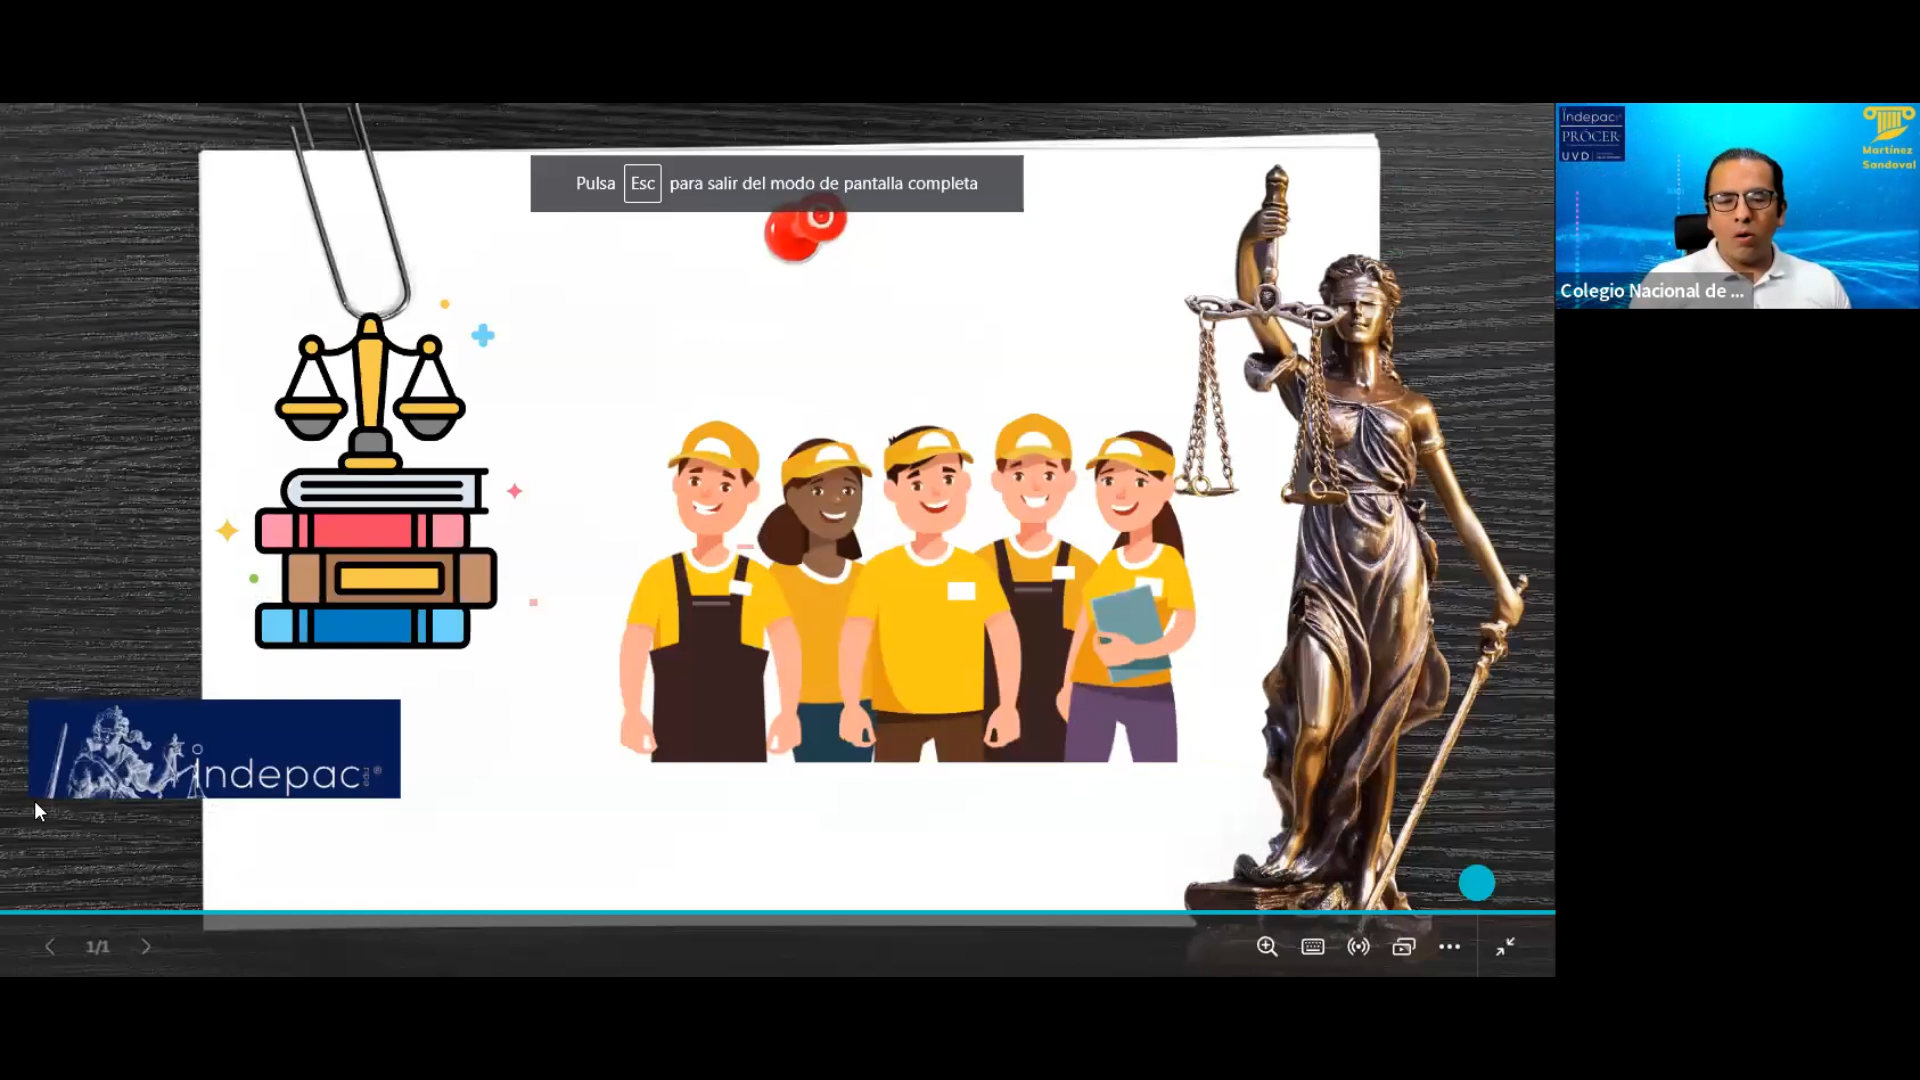 Pulsa Esc para salir del modo de pantalla completa
indepac
1/1
indepac
PRÓCER
UVD
Martínez
Sandoval
Colegio Nacional de ...